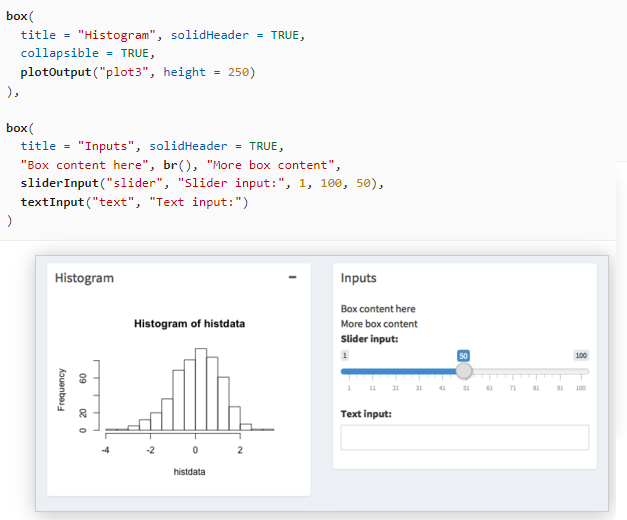 box(
title = "Histogram", solidHeader = TRUE,
collapsible = TRUE,
plotOutput("plot3", height = 250)
),
box(
title = "Inputs", solidHeader = TRUE,
"Box content here", br(), "More box content",
sliderInput("slider", "Slider input:", 1, 100, 50),
textInput("text", "Text input:")
)
Histogram
Histogram of histdata
Frequency
0 20 60
-4 -2 0 2
histdata
Inputs
Box content here
More box content
Slider input:
1 50 100
1 11 21 31 41 51 61 71 81 91 100
Text input: